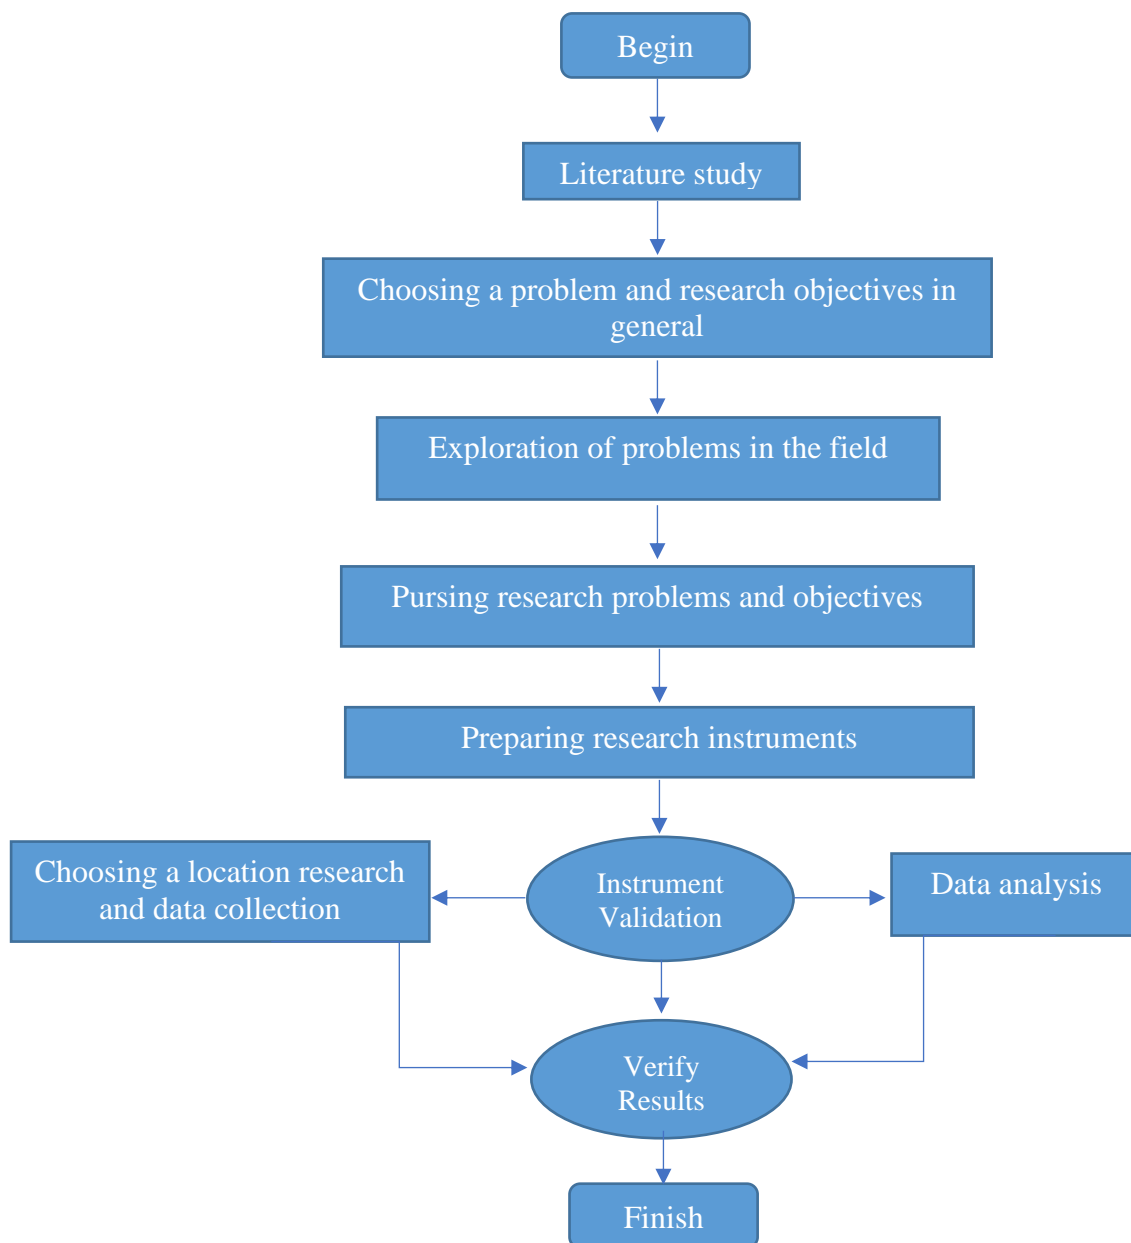 Begin
Literature study
Choosing a problem and research objectives in
general
Exploration of problems in the field
Pursing research problems and objectives
Preparing research instruments
Choosing a location research
and data collection
Instrument
Validation
Data analysis
Verify
Results
Finish